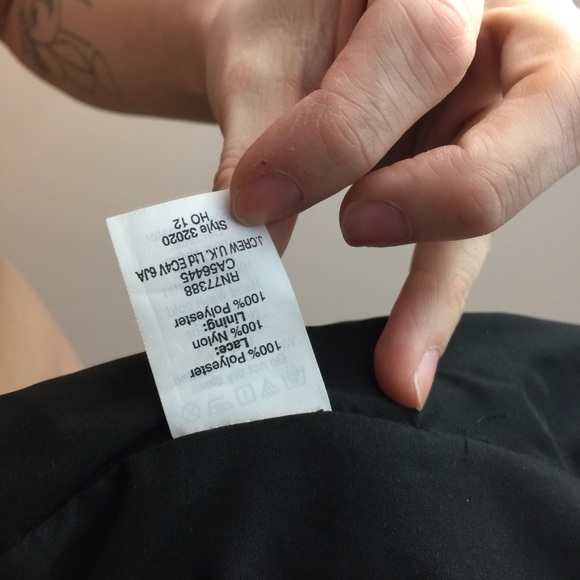 100% Polyester
Lace:
100% Nylon
Lining:
100% Polyester
RN77388
CA56445
J.CREW U.K. Ltd EC4V 6JA
Style 32020
HO 12